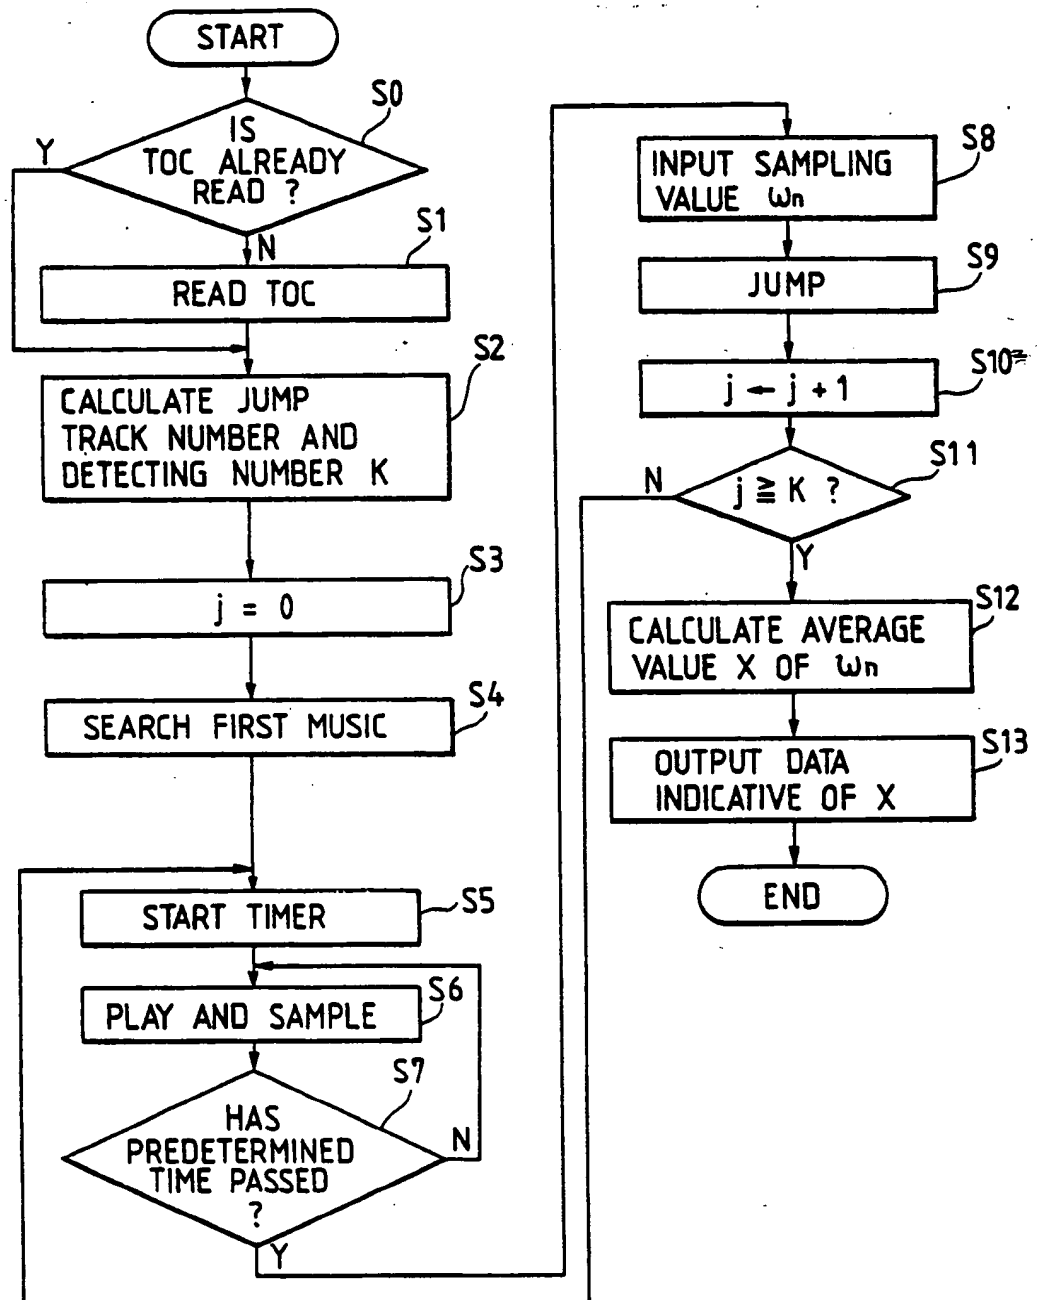 START
S0
IS
TOC ALREADY
READ ?
Y
N
S1
READ TOC
S2
CALCULATE JUMP
TRACK NUMBER AND
DETECTING NUMBER K
S3
j = 0
S4
SEARCH FIRST MUSIC
S5
START TIMER
S6
PLAY AND SAMPLE
S7
HAS
PREDETERMINED
TIME PASSED
?
N
Y
S8
INPUT SAMPLING
VALUE ωn
S9
JUMP
S10
j ← j + 1
S11
j ≧ K ?
N
Y
S12
CALCULATE AVERAGE
VALUE X OF ωn
S13
OUTPUT DATA
INDICATIVE OF X
END